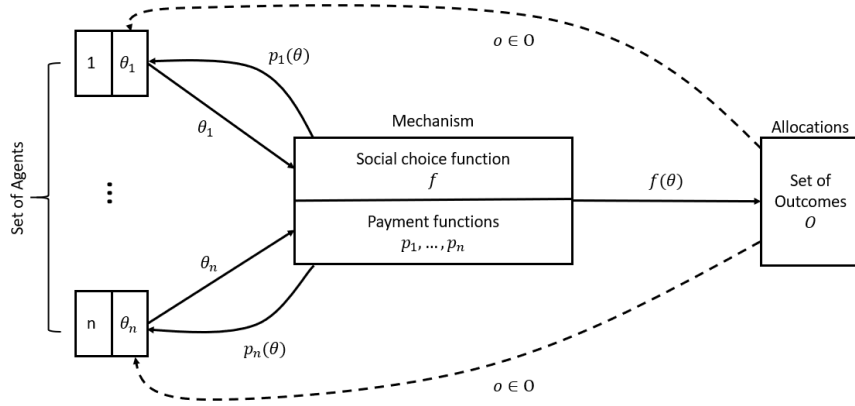 o ∈ O
1 θ₁
p₁(θ)
θ₁
Set of Agents
⋮
Mechanism
Social choice function
f
Payment functions
p₁, …, pₙ
f(θ)
Allocations
Set of
Outcomes
O
θₙ
n θₙ
pₙ(θ)
o ∈ O